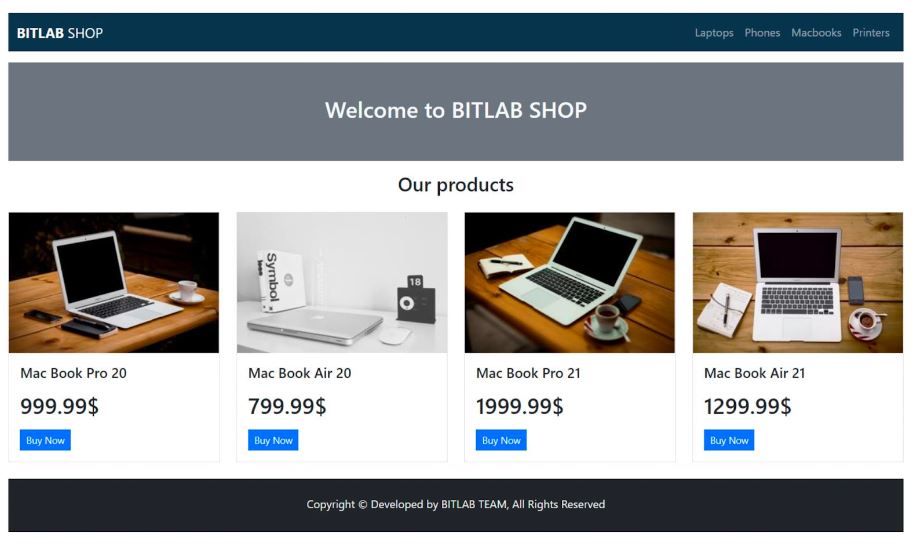 BITLAB SHOP
Laptops Phones Macbooks Printers
Welcome to BITLAB SHOP
Our products
Symbol
18
Mac Book Pro 20
999.99$
Buy Now
Mac Book Air 20
799.99$
Buy Now
Mac Book Pro 21
1999.99$
Buy Now
Mac Book Air 21
1299.99$
Buy Now
Copyright © Developed by BITLAB TEAM, All Rights Reserved